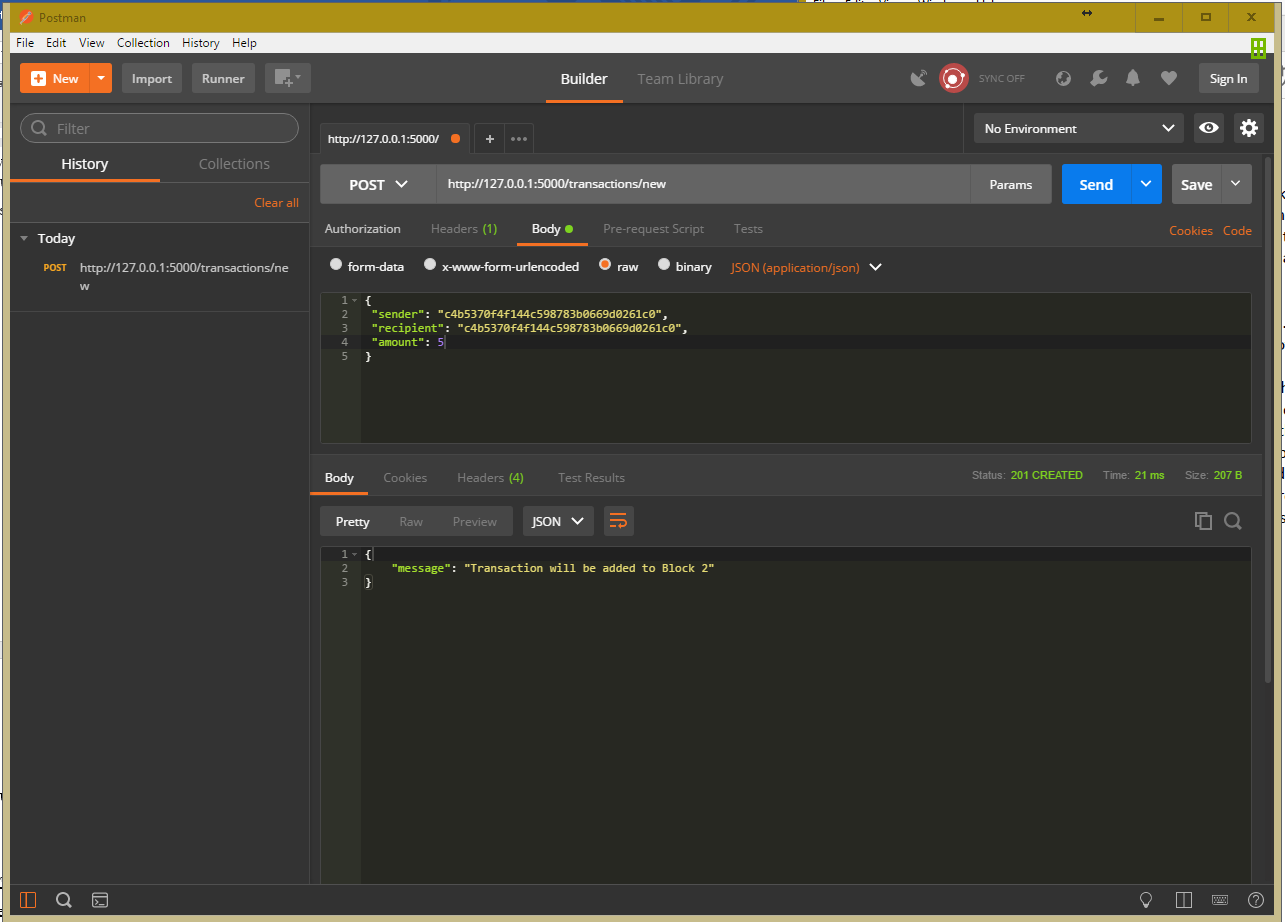 Postman
File Edit View Collection History Help
New Import Runner Builder Team Library SYNC OFF Sign In
Filter
History Collections
Clear all
Today
POST http://127.0.0.1:5000/transactions/ne
w
http://127.0.0.1:5000/ + ••• No Environment
POST http://127.0.0.1:5000/transactions/new Params Send Save
Authorization Headers (1) Body Pre-request Script Tests Cookies Code
form-data x-www-form-urlencoded raw binary JSON (application/json)
1 {
2 "sender": "c4b5370f4f144c598783b0669d0261c0",
3 "recipient": "c4b5370f4f144c598783b0669d0261c0",
4 "amount": 5
5 }
Body Cookies Headers (4) Test Results Status: 201 CREATED Time: 21 ms Size: 207 B
Pretty Raw Preview JSON
1 {
2 "message": "Transaction will be added to Block 2"
3 }